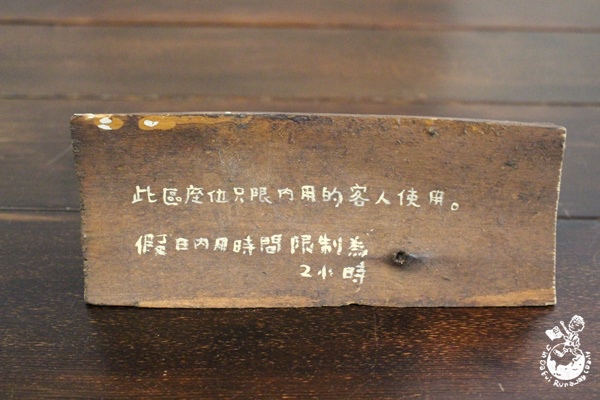 此區座位只限內用的客人使用。
假日內用時間限制為
2小時